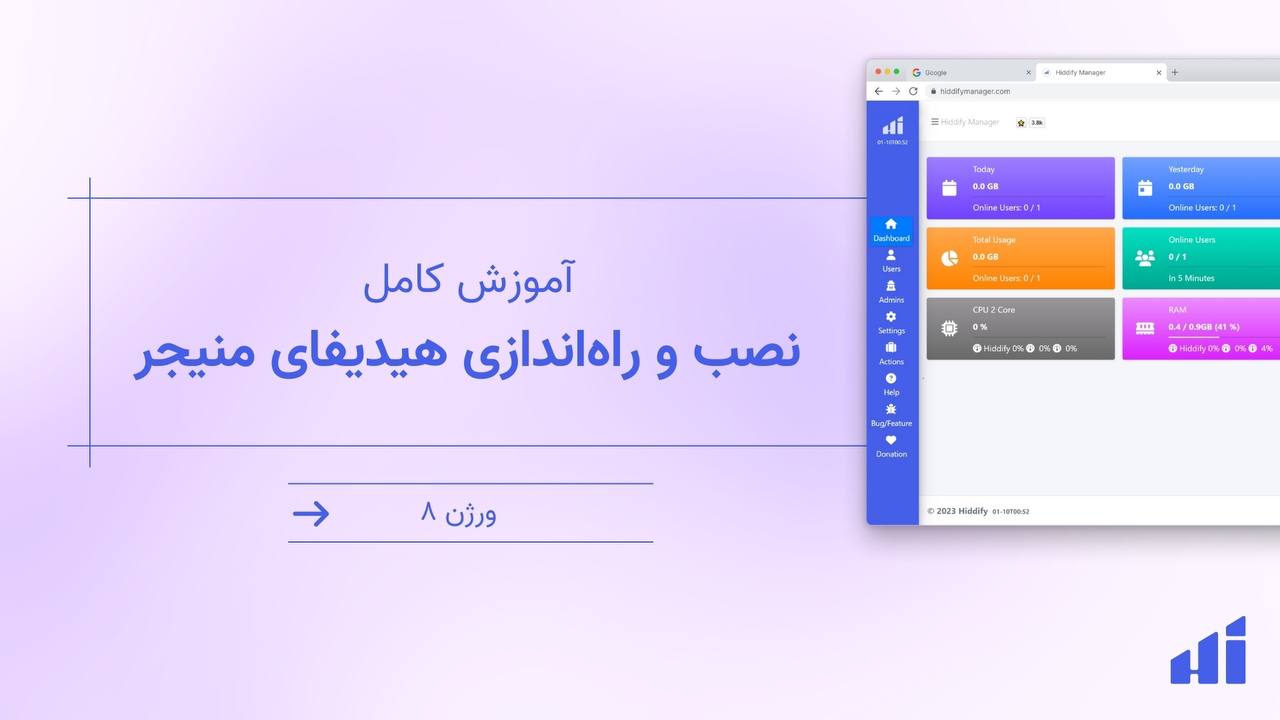 آموزش کامل
نصب و راه‌اندازی هیدیفای منیجر
ورژن ۸
Google
Hiddify Manager
hiddifymanager.com
Hiddify Manager
3.8k
01-10T00:52
Dashboard
Users
Admins
Settings
Actions
Help
Bug/Feature
Donation
Today
0.0 GB
Online Users: 0 / 1
Yesterday
0.0 GB
Online Users: 0 / 1
Total Usage
0.0 GB
Online Users: 0 / 1
Online Users
0 / 1
In 5 Minutes
CPU 2 Core
0 %
Hiddify 0% 0% 0%
RAM
0.4 / 0.9GB (41 %)
Hiddify 0% 0% 4%
© 2023 Hiddify 01-10T00:52